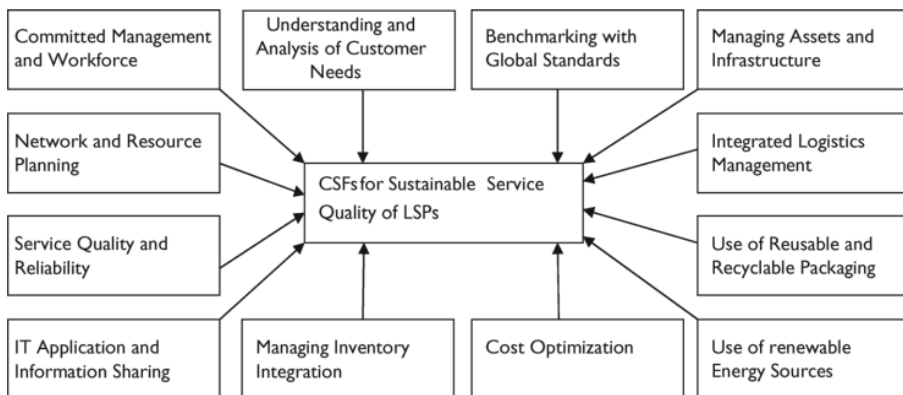 Committed Management
and Workforce
Understanding and
Analysis of Customer
Needs
Benchmarking with
Global Standards
Managing Assets and
Infrastructure
Network and Resource
Planning
CSFs for Sustainable Service
Quality of LSPs
Integrated Logistics
Management
Service Quality and
Reliability
Use of Reusable and
Recyclable Packaging
IT Application and
Information Sharing
Managing Inventory
Integration
Cost Optimization
Use of renewable
Energy Sources